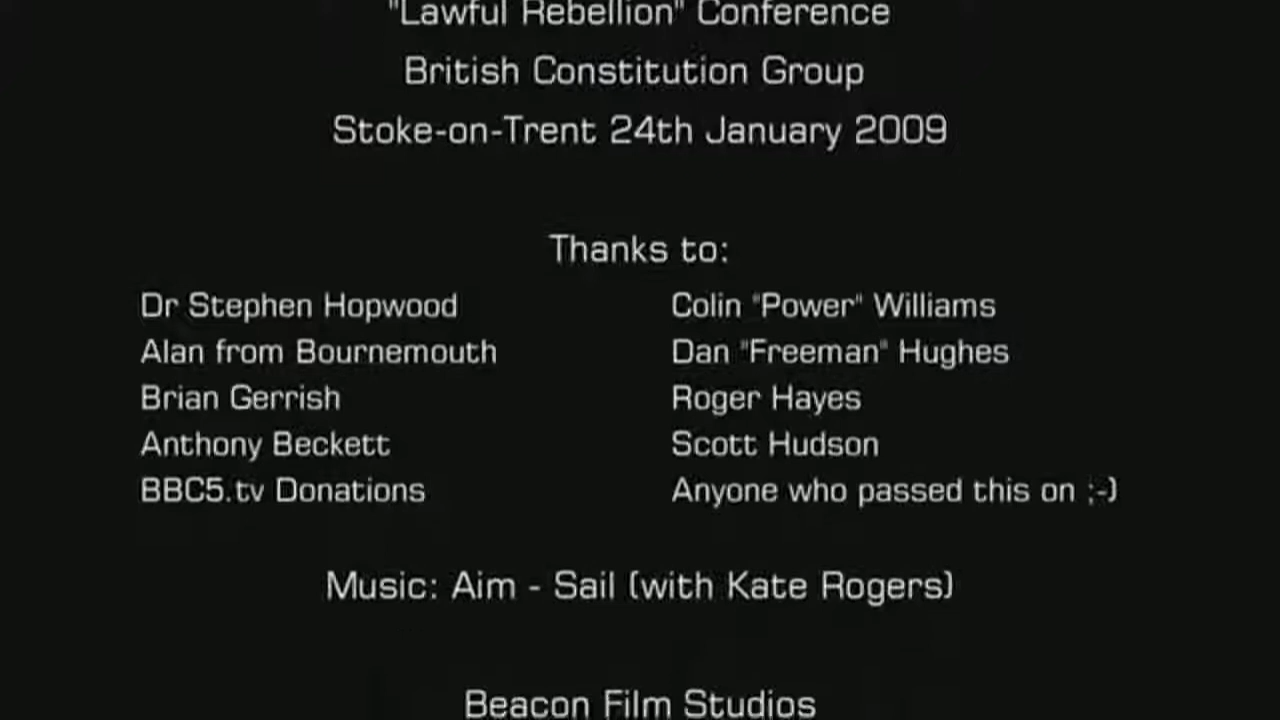 "Lawful Rebellion" Conference
British Constitution Group
Stoke-on-Trent 24th January 2009
Thanks to:
Dr Stephen Hopwood
Alan from Bournemouth
Brian Gerrish
Anthony Beckett
BBC5.tv Donations
Colin "Power" Williams
Dan "Freeman" Hughes
Roger Hayes
Scott Hudson
Anyone who passed this on ;-)
Music: Aim - Sail (with Kate Rogers)
Beacon Film Studios